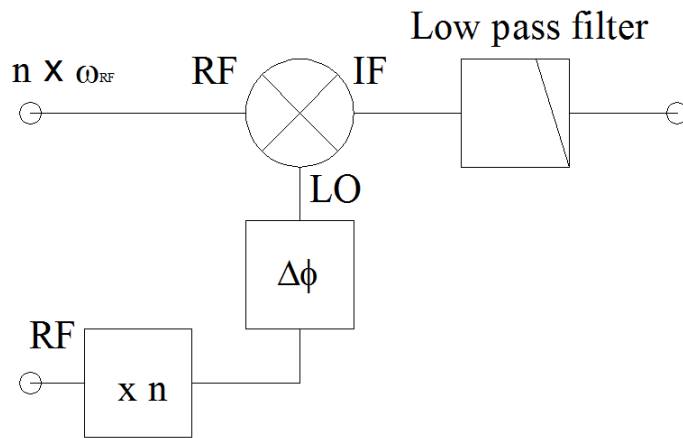 Low pass filter
n x ωRF
RF
IF
LO
Δϕ
RF
x n